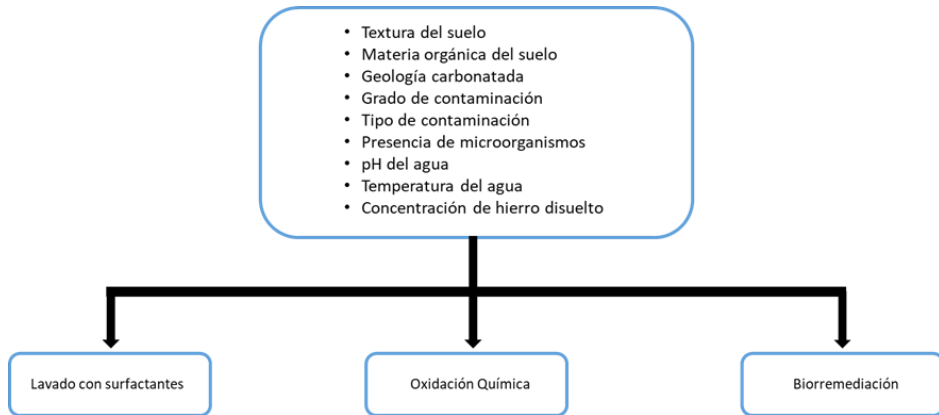 • Textura del suelo
• Materia orgánica del suelo
• Geología carbonatada
• Grado de contaminación
• Tipo de contaminación
• Presencia de microorganismos
• pH del agua
• Temperatura del agua
• Concentración de hierro disuelto
Lavado con surfactantes
Oxidación Química
Biorremediación